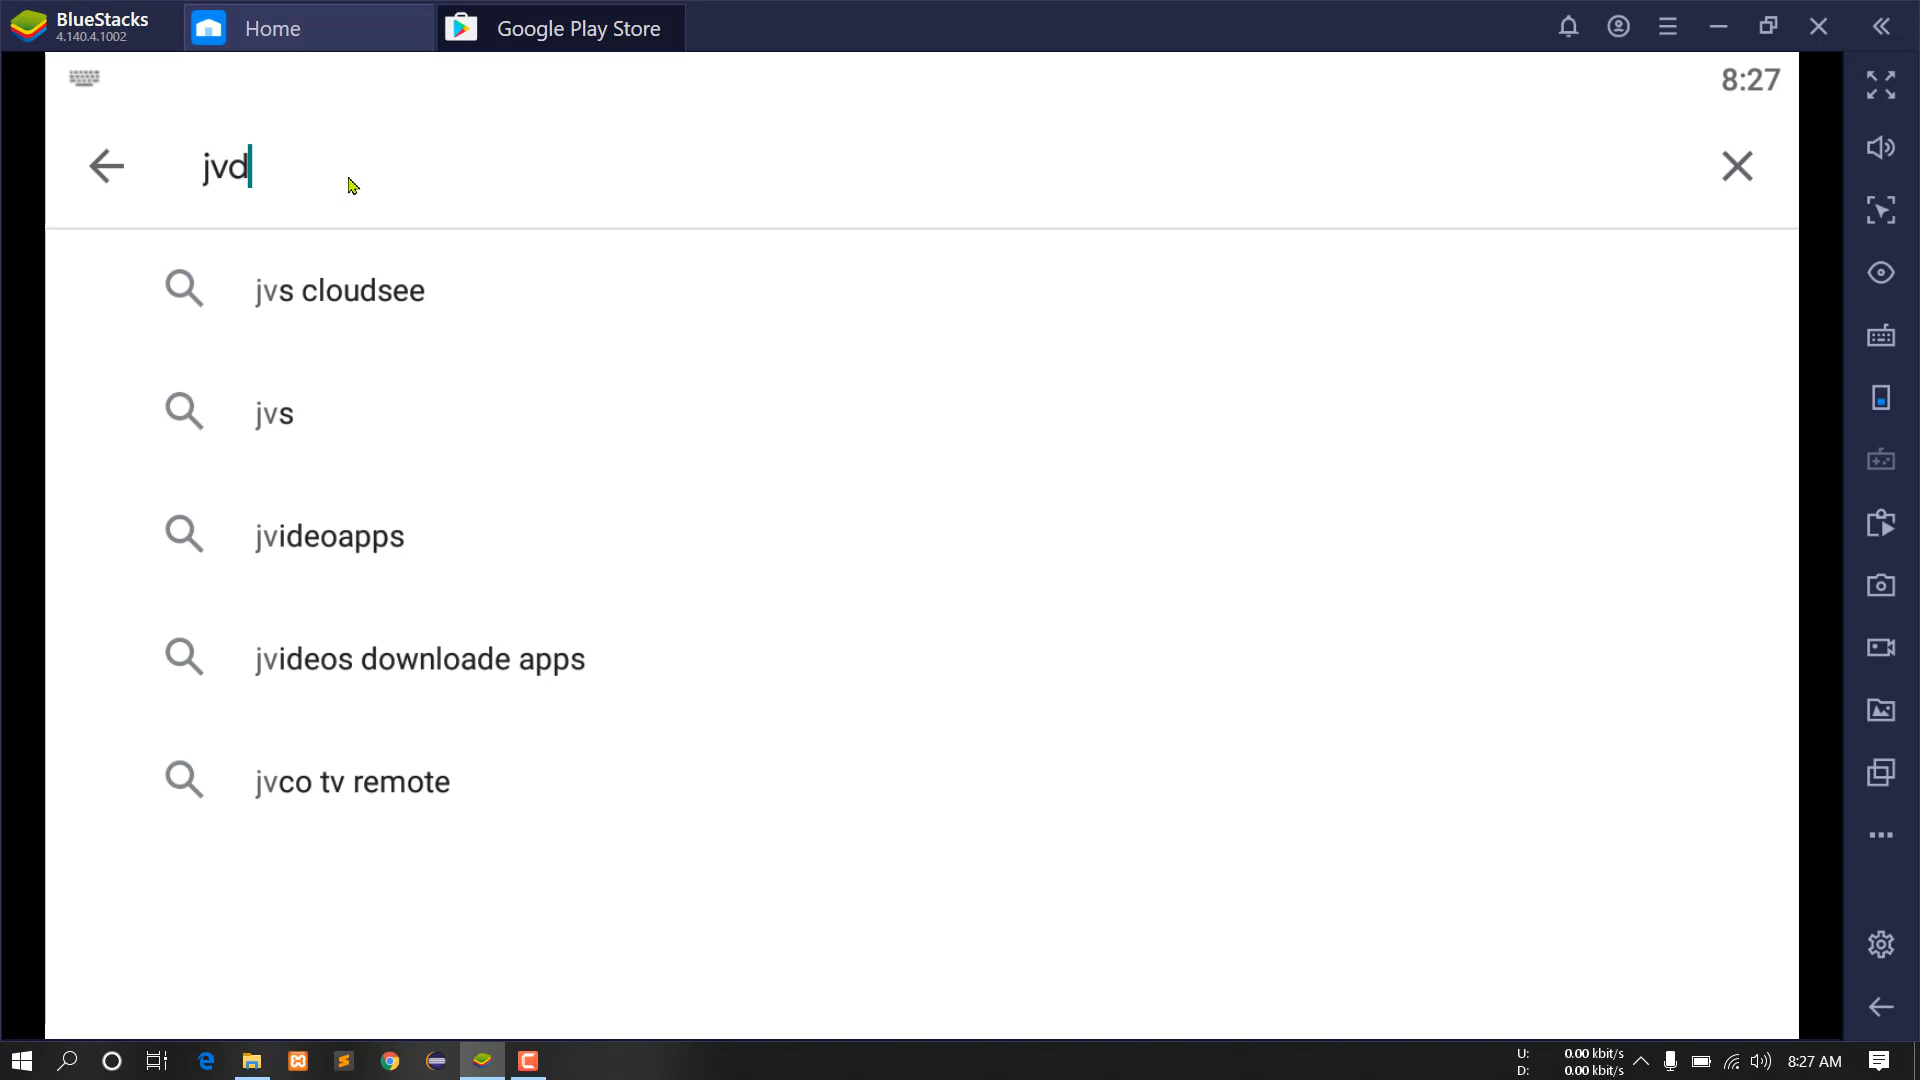 BlueStacks
4.140.4.1002
Home
Google Play Store
8:27
jvd
jvs cloudsee
jvs
jvideoapps
jvideos downloade apps
jvco tv remote
U: 0.00 kbit/s
D: 0.00 kbit/s
8:27 AM